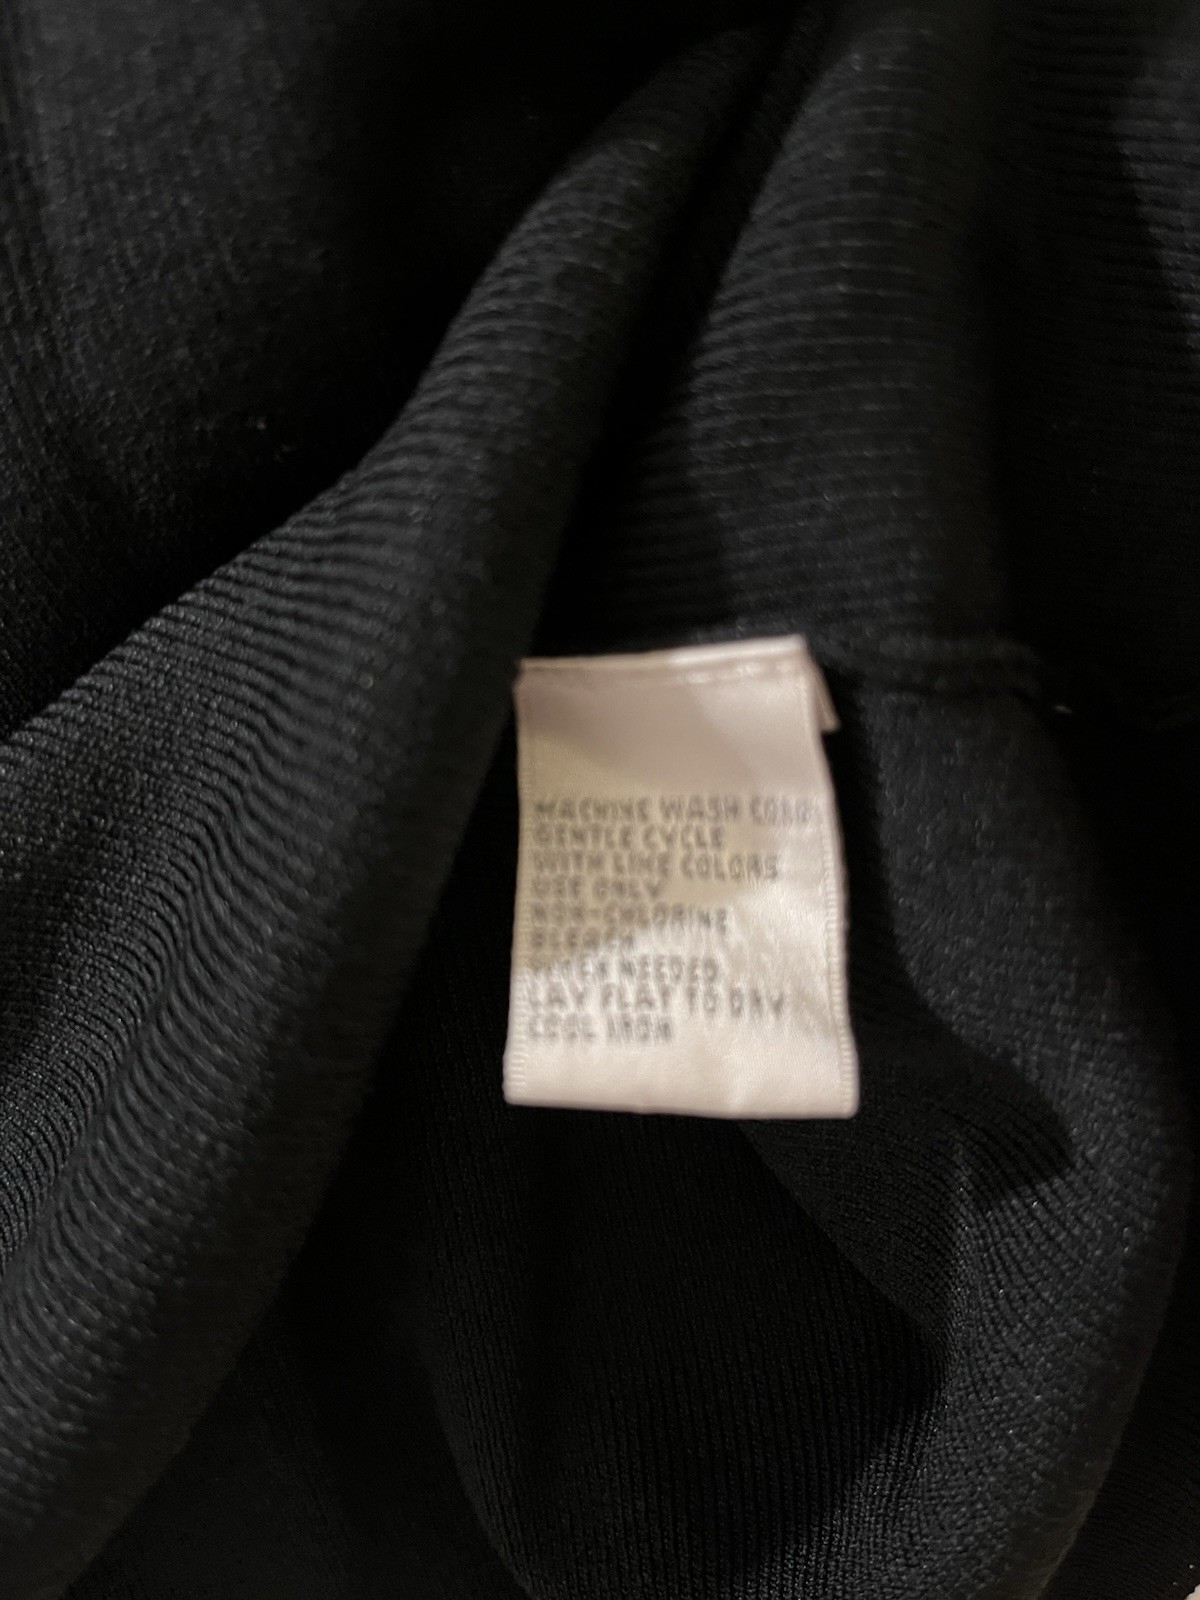 MACHINE WASH COLD
GENTLE CYCLE
WITH LIKE COLORS
USE ONLY
NON-CHLORINE
BLEACH
WHEN NEEDED
LAY FLAT TO DRY
COOL IRON